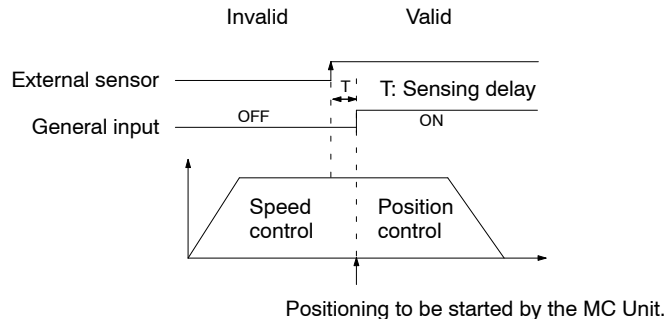 Invalid Valid
External sensor
T
T: Sensing delay
General input
OFF
ON
Speed
control
Position
control
Positioning to be started by the MC Unit.